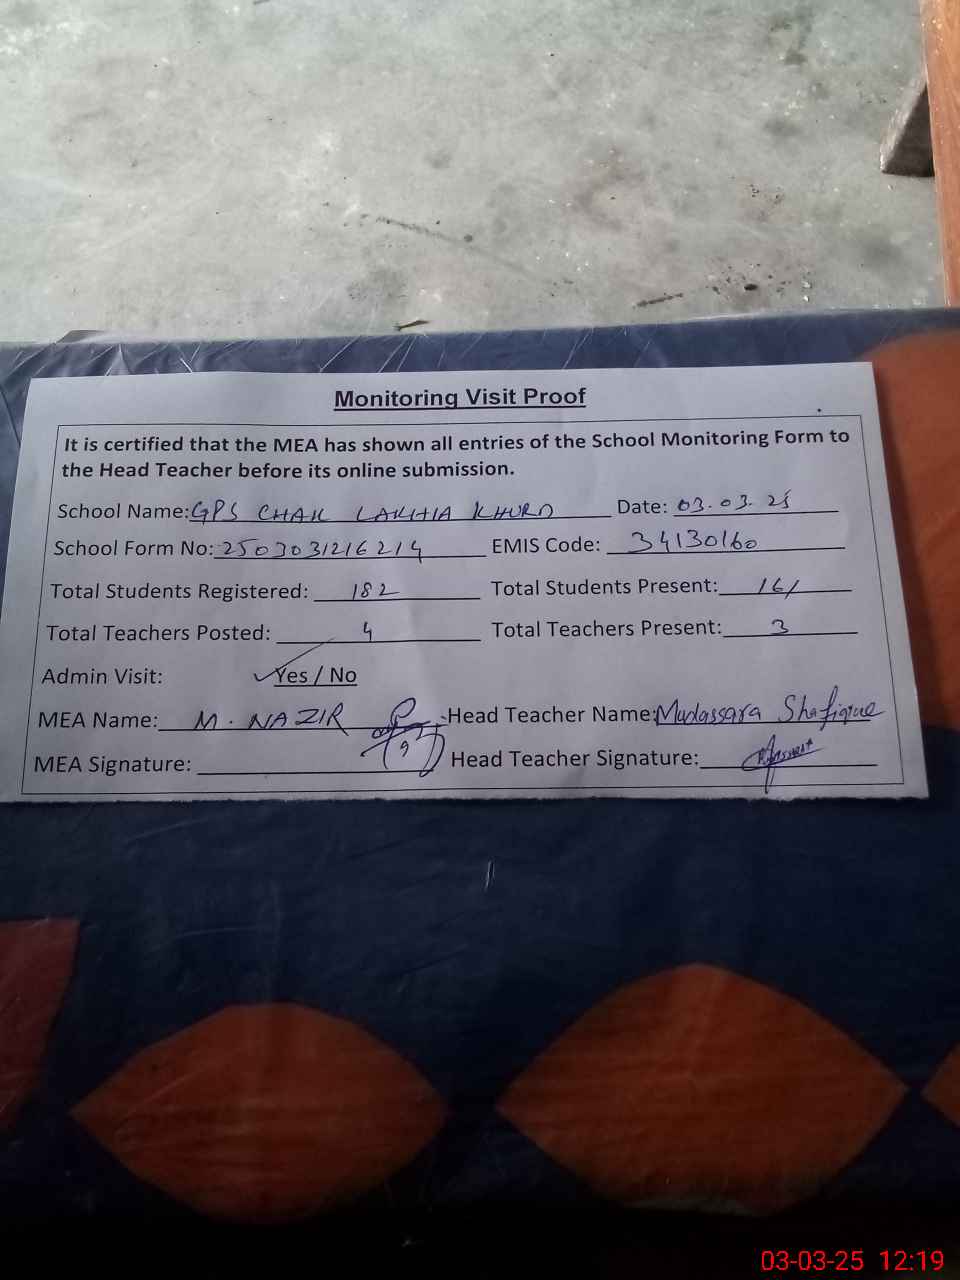 Monitoring Visit Proof
It is certified that the MEA has shown all entries of the School Monitoring Form to
the Head Teacher before its online submission.
School Name: GPS CHAK LAKHIA KHURD Date: 03.03.25
School Form No: 2503031216214 EMIS Code: 34130160
Total Students Registered: 182 Total Students Present: 161
Total Teachers Posted: 4 Total Teachers Present: 3
Admin Visit: Yes / No
MEA Name: M. NAZIR Head Teacher Name: Mudassara Shafique
MEA Signature: Head Teacher Signature:
03-03-25 12:19